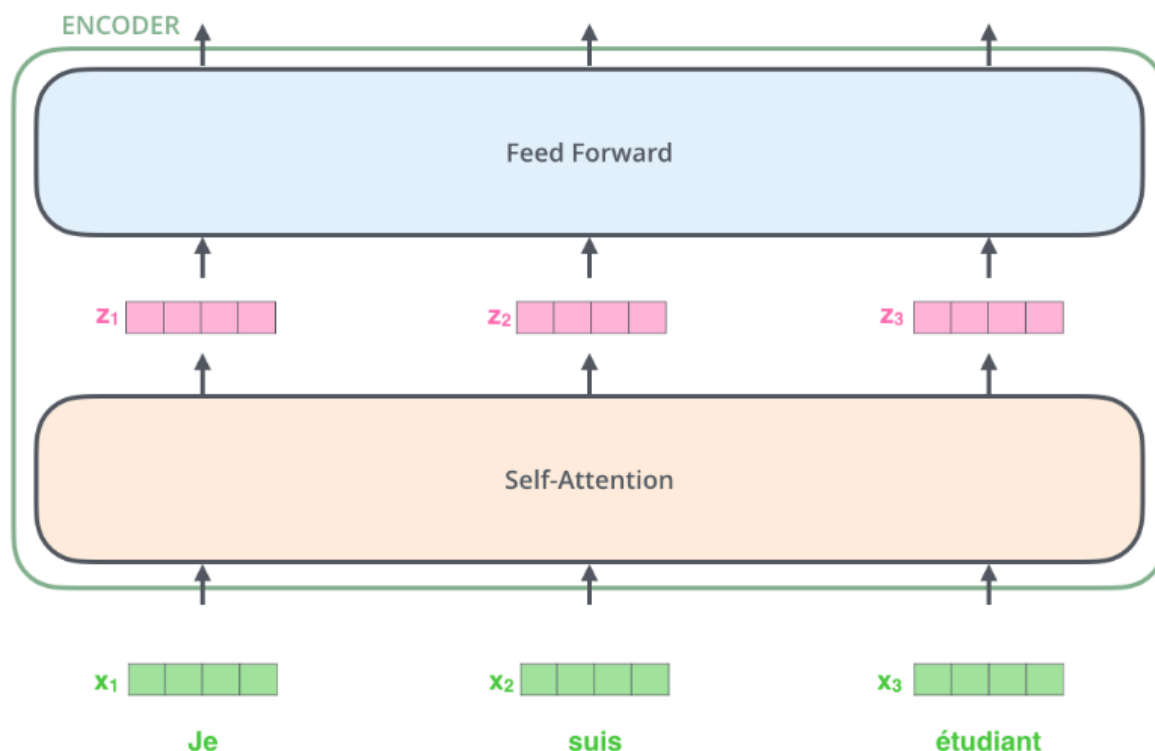 ENCODER
Feed Forward
z₁ z₂ z₃
Self-Attention
x₁ x₂ x₃
Je suis étudiant